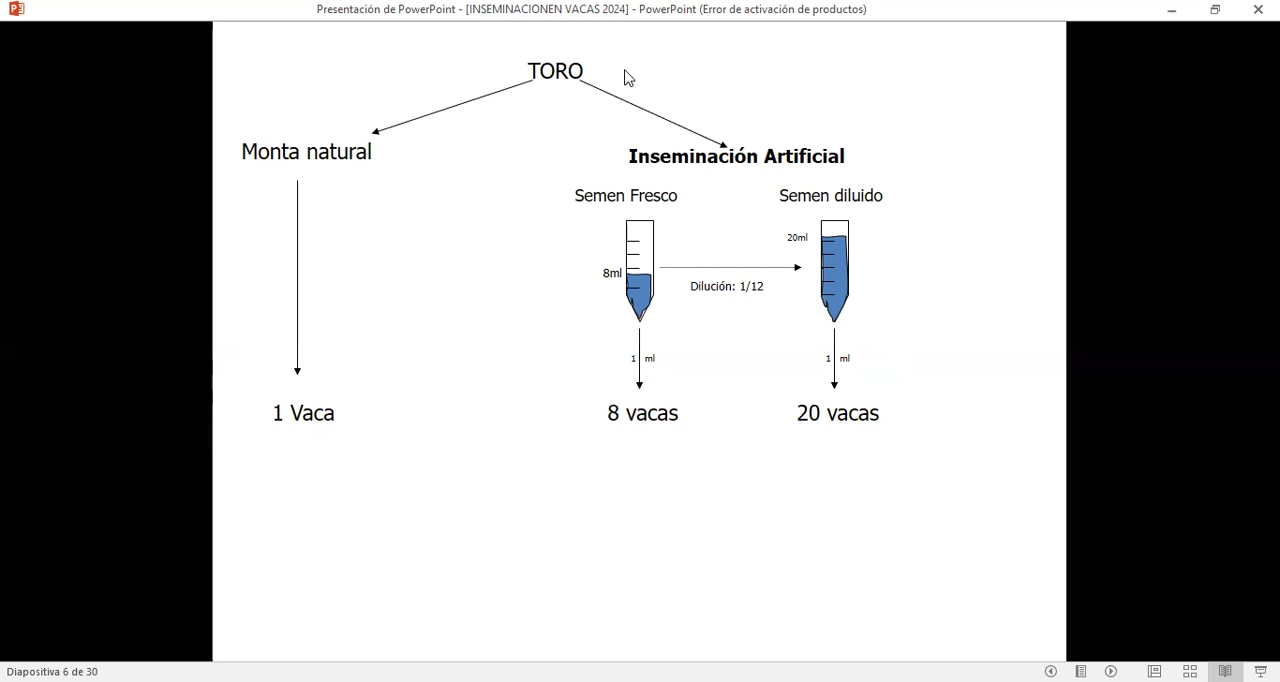 Presentación de PowerPoint - [INSEMINACIONEN VACAS 2024] - PowerPoint (Error de activación de productos)
TORO
Monta natural
Inseminación Artificial
Semen Fresco
Semen diluido
20ml
8ml
Dilución: 1/12
1 ml
1 ml
1 Vaca
8 vacas
20 vacas
Diapositiva 6 de 30